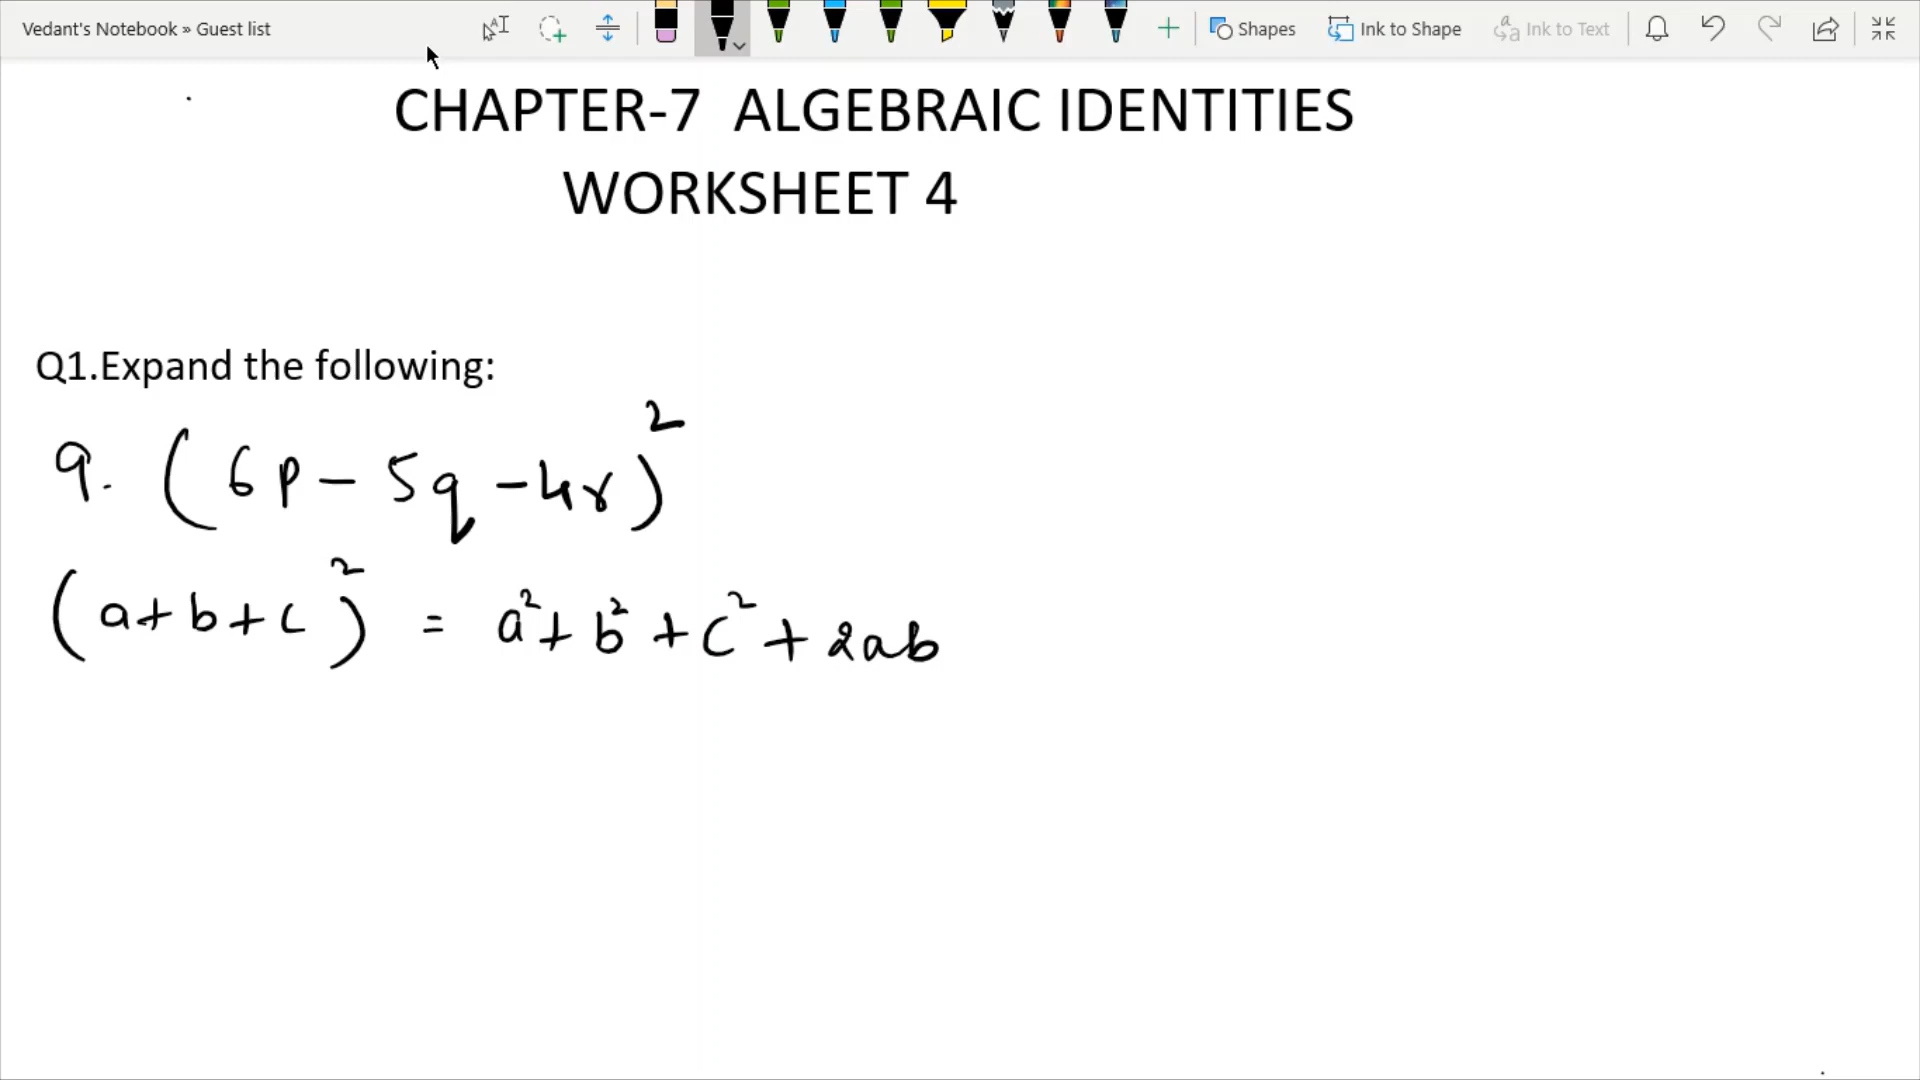 Vedant's Notebook » Guest list
Shapes
Ink to Shape
Ink to Text
CHAPTER-7 ALGEBRAIC IDENTITIES
WORKSHEET 4
Q1.Expand the following:
9. (6p - 5q - 4r)²
(a+b+c)² = a² + b² + c² + 2ab